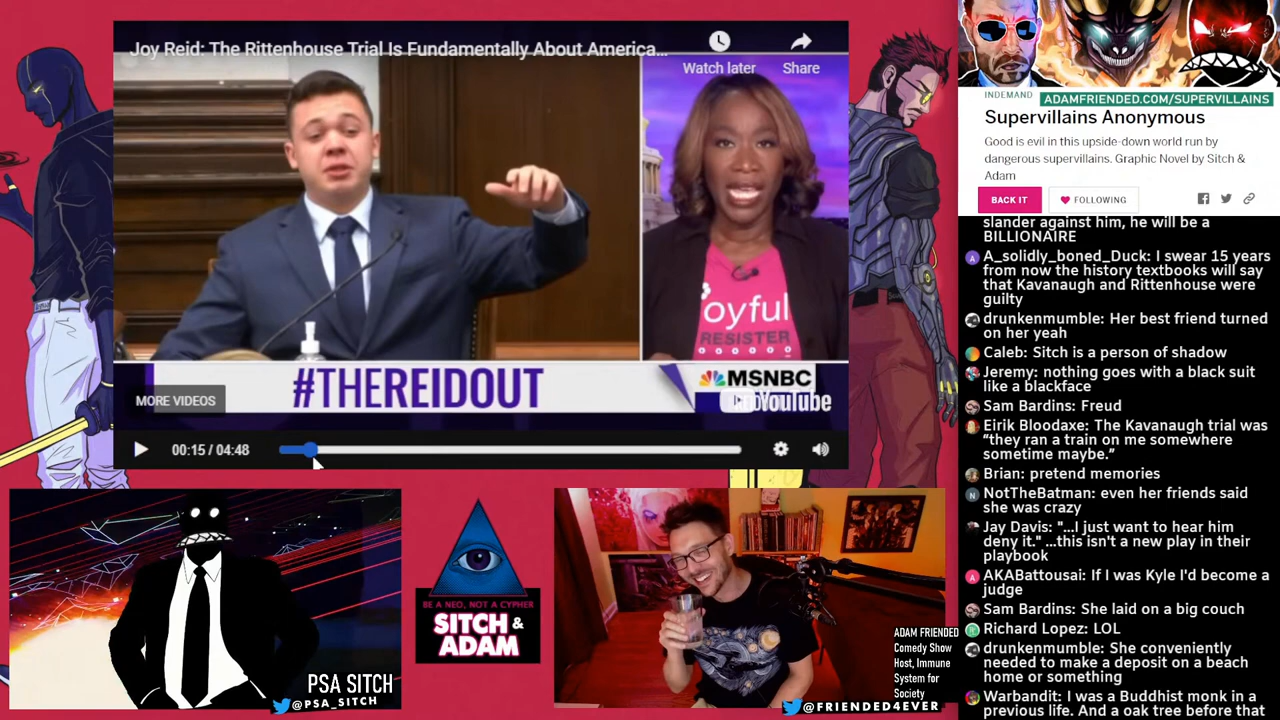 Joy Reid: The Rittenhouse Trial Is Fundamentally About America...
Watch later
Share
Joyful
RESISTER
#THEREIDOUT
MSNBC
YouTube
MORE VIDEOS
00:15 / 04:48
PSA SITCH
@PSA_SITCH
BE A NEO, NOT A CYPHER
SITCH &
ADAM
ADAM FRIENDED
Comedy Show
Host, Immune
System for
Society
@FRIENDED4EVER
INDEMAND
ADAMFRIENDED.COM/SUPERVILLAINS
Supervillains Anonymous
Good is evil in this upside-down world run by
dangerous supervillains. Graphic Novel by Sitch &
Adam
BACK IT
FOLLOWING
slander against him, he will be a
BILLIONAIRE
A_solidly_boned_Duck: I swear 15 years
from now the history textbooks will say
that Kavanaugh and Rittenhouse were
guilty
drunkenmumble: Her best friend turned
on her yeah
Caleb: Sitch is a person of shadow
Jeremy: nothing goes with a black suit
like a blackface
Sam Bardins: Freud
Eirik Bloodaxe: The Kavanaugh trial was
“they ran a train on me somewhere
sometime maybe.”
Brian: pretend memories
NotTheBatman: even her friends said
she was crazy
Jay Davis: "...I just want to hear him
deny it." ...this isn't a new play in their
playbook
AKABattousai: If I was Kyle I'd become a
judge
Sam Bardins: She laid on a big couch
Richard Lopez: LOL
drunkenmumble: She conveniently
needed to make a deposit on a beach
home or something
Warbandit: I was a Buddhist monk in a
previous life. And a oak tree before that